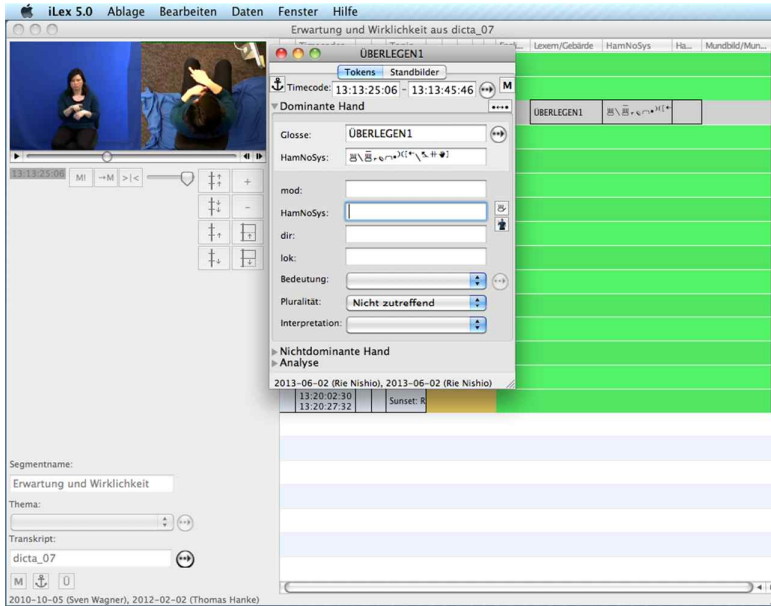 iLex 5.0 Ablage Bearbeiten Daten Fenster Hilfe
Erwartung und Wirklichkeit aus dicta_07
Lexem/Gebärde HamNoSys Ha... Mundbild/Mun...
ÜBERLEGEN1
Tokens Standbilder
Timecode: 13:13:25:06 - 13:13:45:46 M
Dominante Hand
Glosse: ÜBERLEGEN1
HamNoSys:
mod:
HamNoSys:
dir:
lok:
Bedeutung:
Pluralität: Nicht zutreffend
Interpretation:
Nichtdominante Hand
Analyse
2013-06-02 (Rie Nishio), 2013-06-02 (Rie Nishio)
ÜBERLEGEN1
13:13:25:06 M! →M >|< +
-
13:20:02:30
13:20:27:32
Sunset: R
Segmentname:
Erwartung und Wirklichkeit
Thema:
Transkript:
dicta_07
M Ü
2010-10-05 (Sven Wagner), 2012-02-02 (Thomas Hanke)